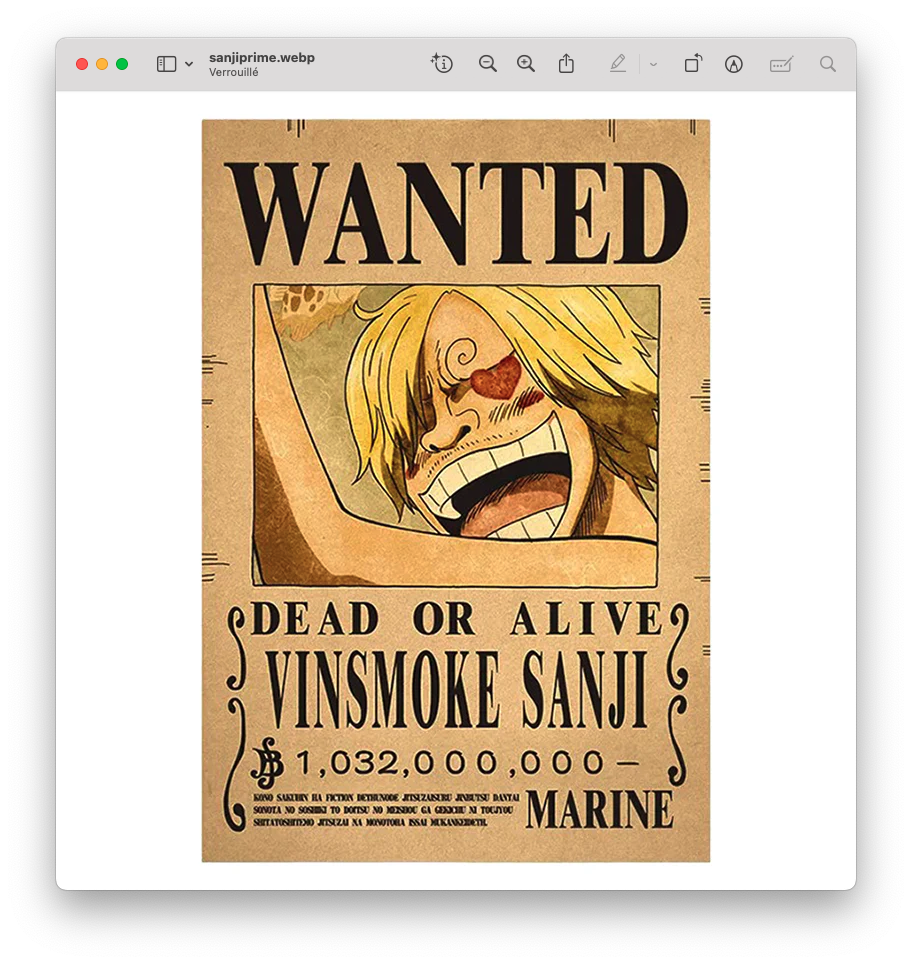 sanjiprime.webp
Verrouillé
WANTED
DEAD OR ALIVE
VINSMOKE SANJI
฿ 1,032,000,000—
KONO SAKUHIN HA FICTION DETHUNODE JITSUZAISURU JINBUTSU DANTAI
SONOTA NO SOSHIKI TO DOITSU NO MEISHOU GA GEKICHU NI TOUJYOU
SHITATOSHITEMO JITSUZAI NA MONOTOHA ISSAI MUKANKEIDETH.
MARINE